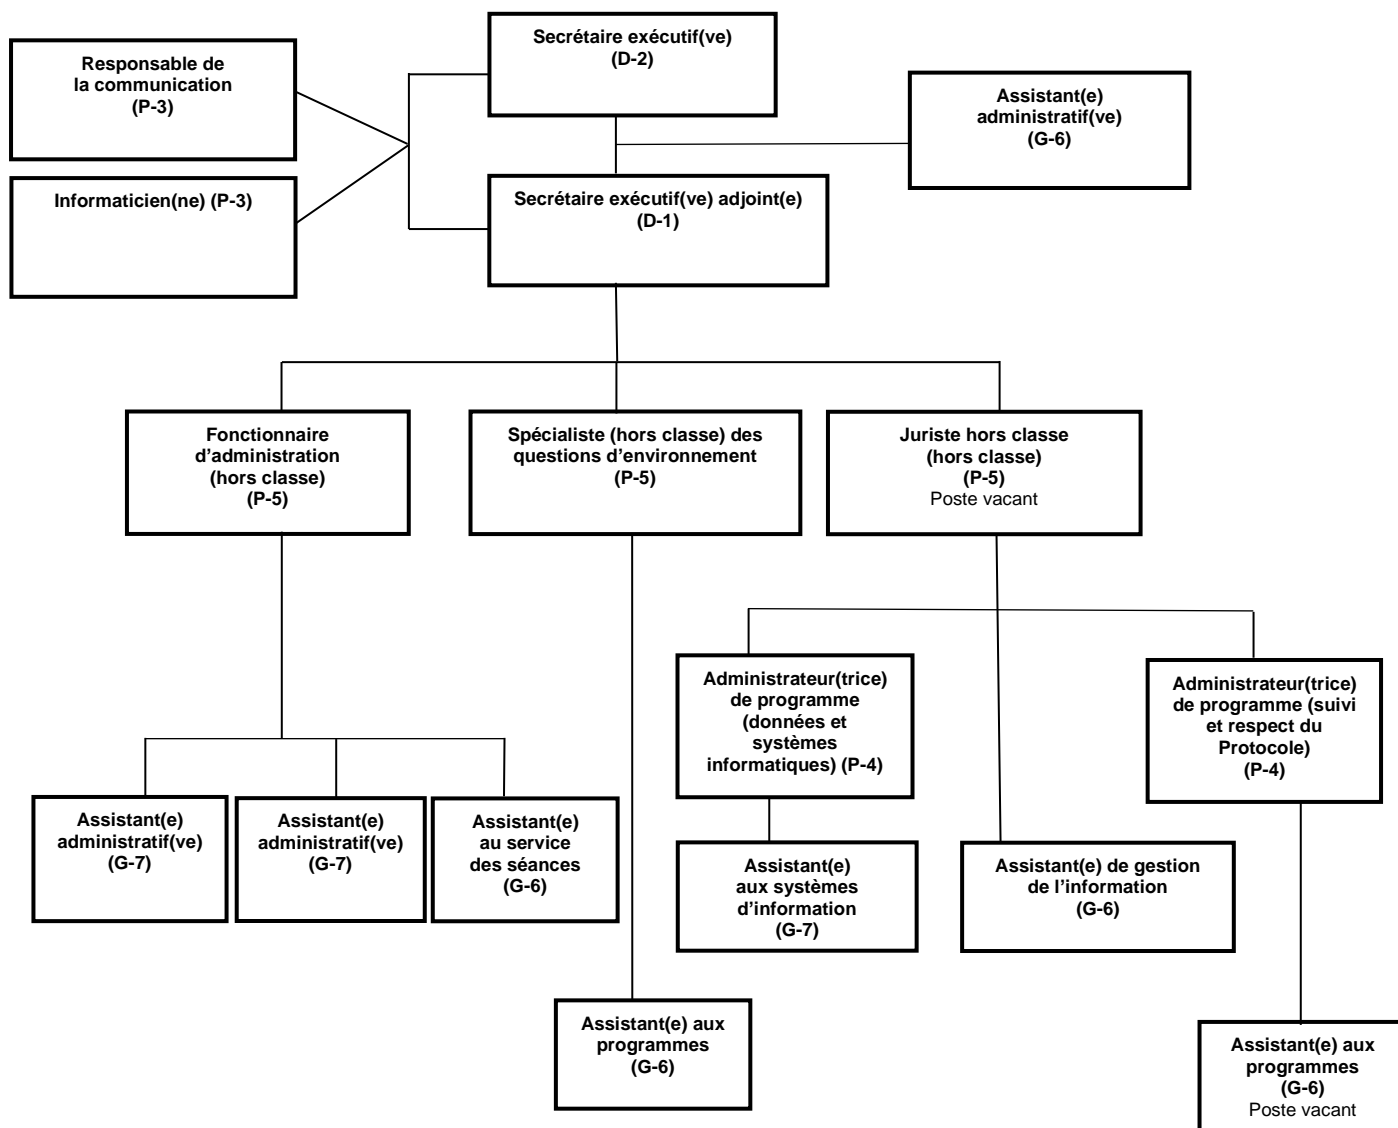 Secrétaire exécutif(ve)
(D-2)
Responsable de
la communication
(P-3)
Assistant(e)
administratif(ve)
(G-6)
Informaticien(ne) (P-3)
Secrétaire exécutif(ve) adjoint(e)
(D-1)
Fonctionnaire
d’administration
(hors classe)
(P-5)
Spécialiste (hors classe) des
questions d’environnement
(P-5)
Juriste hors classe
(hors classe)
(P-5)
Poste vacant
Administrateur(trice)
de programme
(données et
systèmes
informatiques) (P-4)
Administrateur(trice)
de programme (suivi
et respect du
Protocole)
(P-4)
Assistant(e)
administratif(ve)
(G-7)
Assistant(e)
administratif(ve)
(G-7)
Assistant(e)
au service
des séances
(G-6)
Assistant(e)
aux systèmes
d’information
(G-7)
Assistant(e) de gestion
de l’information
(G-6)
Assistant(e) aux
programmes
(G-6)
Assistant(e) aux
programmes
(G-6)
Poste vacant